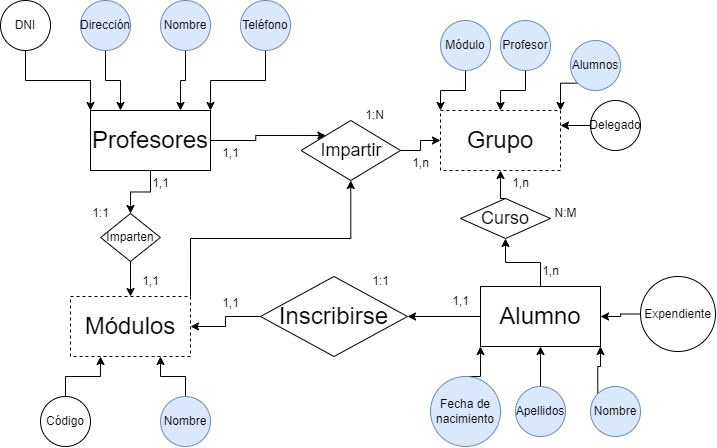 DNI
Dirección
Nombre
Teléfono
Módulo
Profesor
Alumnos
Delegado
Profesores
1,1
1:N
Impartir
1,n
Grupo
1,1
1:1
Imparten
1,1
1,n
Curso
N:M
1,n
Módulos
1,1
1:1
Inscribirse
1,1
Alumno
Expendiente
Código
Nombre
Fecha de
nacimiento
Apellidos
Nombre